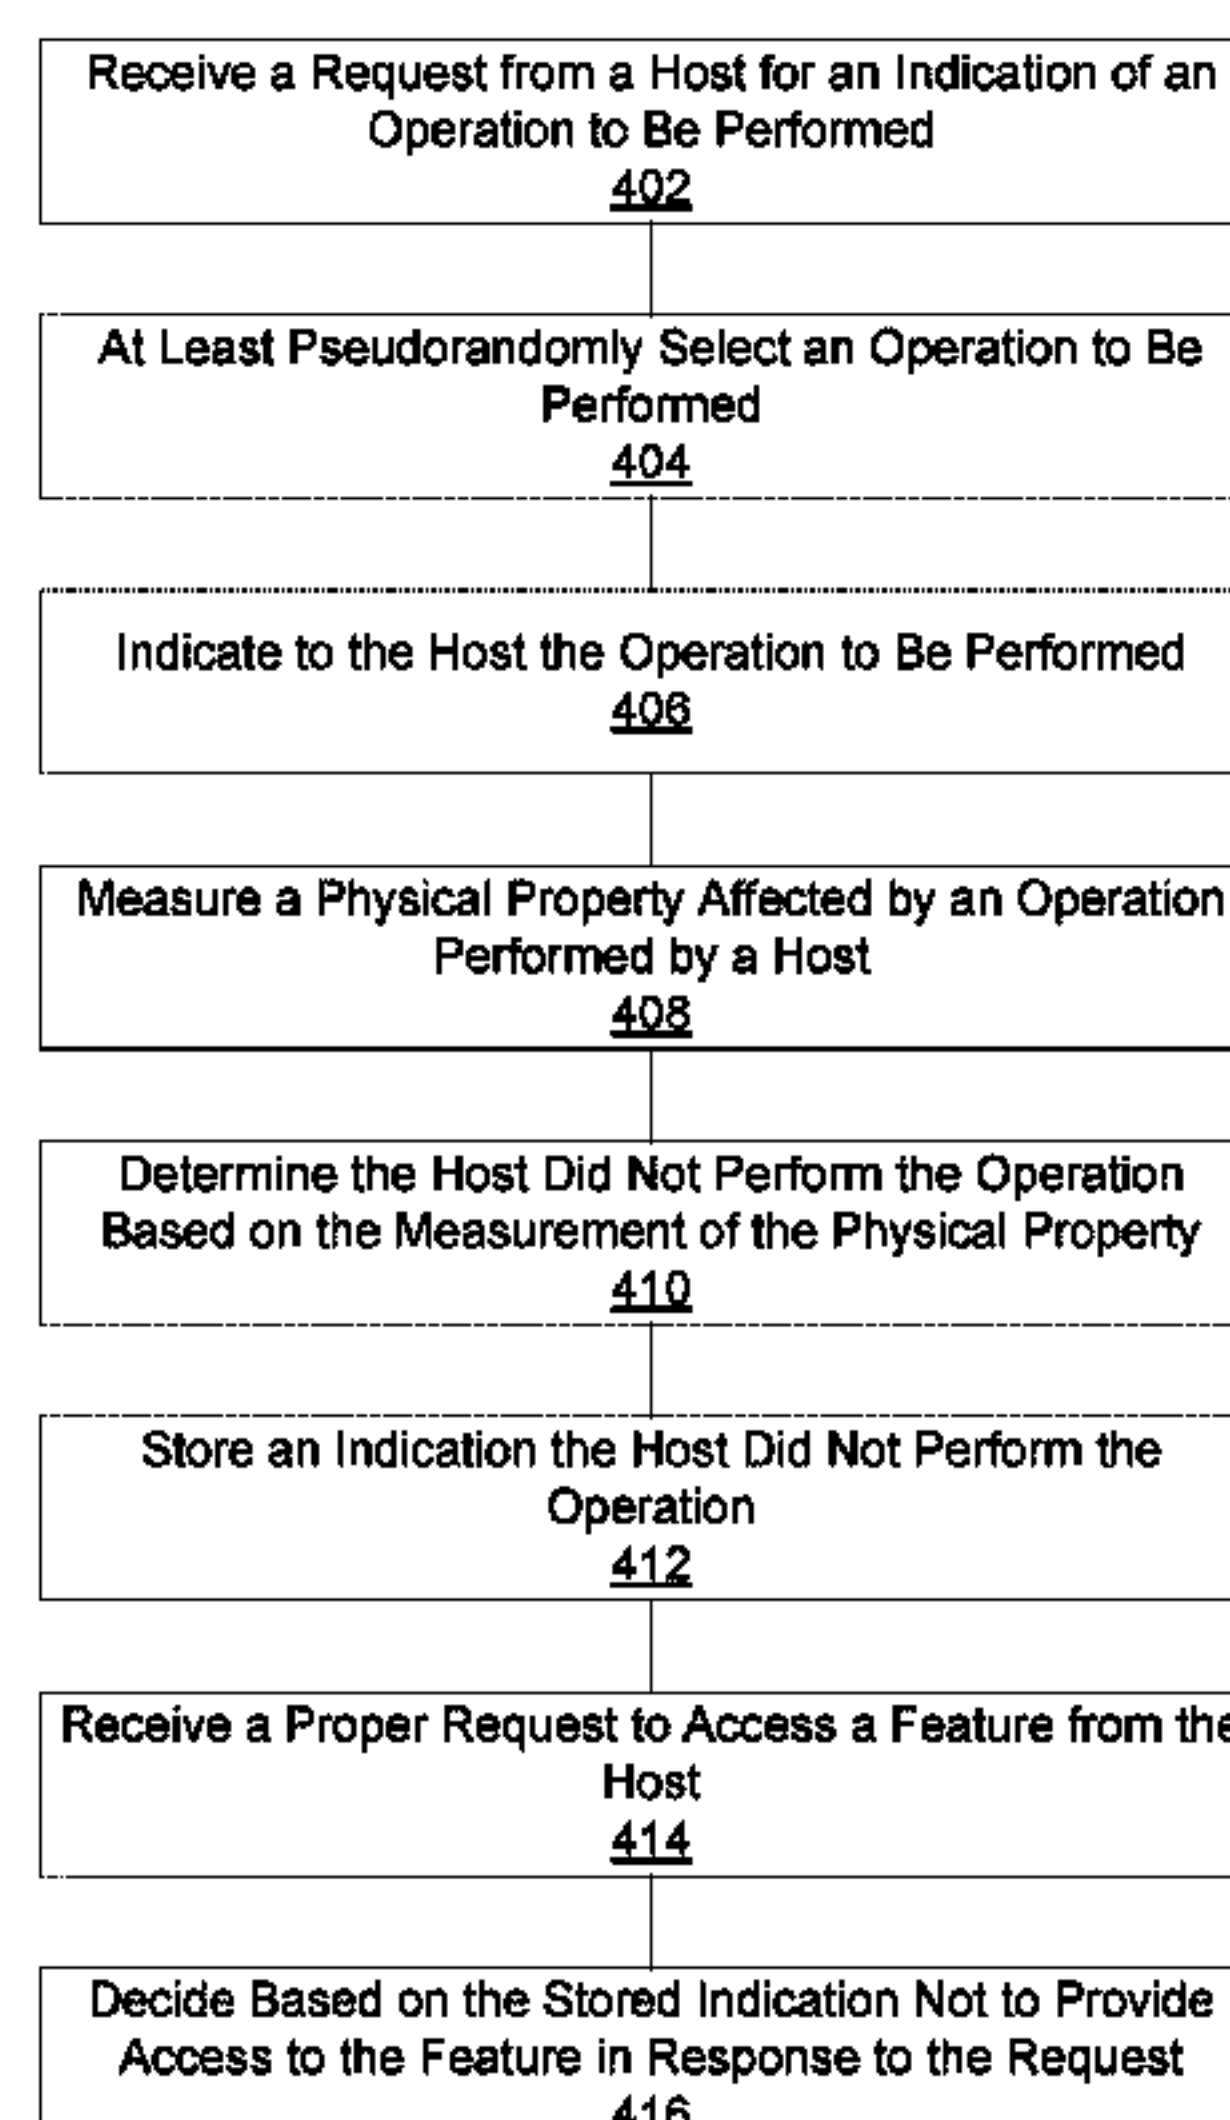 Receive a Request from a Host for an Indication of an
Operation to Be Performed
402
At Least Pseudorandomly Select an Operation to Be
Performed
404
Indicate to the Host the Operation to Be Performed
406
Measure a Physical Property Affected by an Operation
Performed by a Host
408
Determine the Host Did Not Perform the Operation
Based on the Measurement of the Physical Property
410
Store an Indication the Host Did Not Perform the
Operation
412
Receive a Proper Request to Access a Feature from the
Host
414
Decide Based on the Stored Indication Not to Provide
Access to the Feature in Response to the Request
416